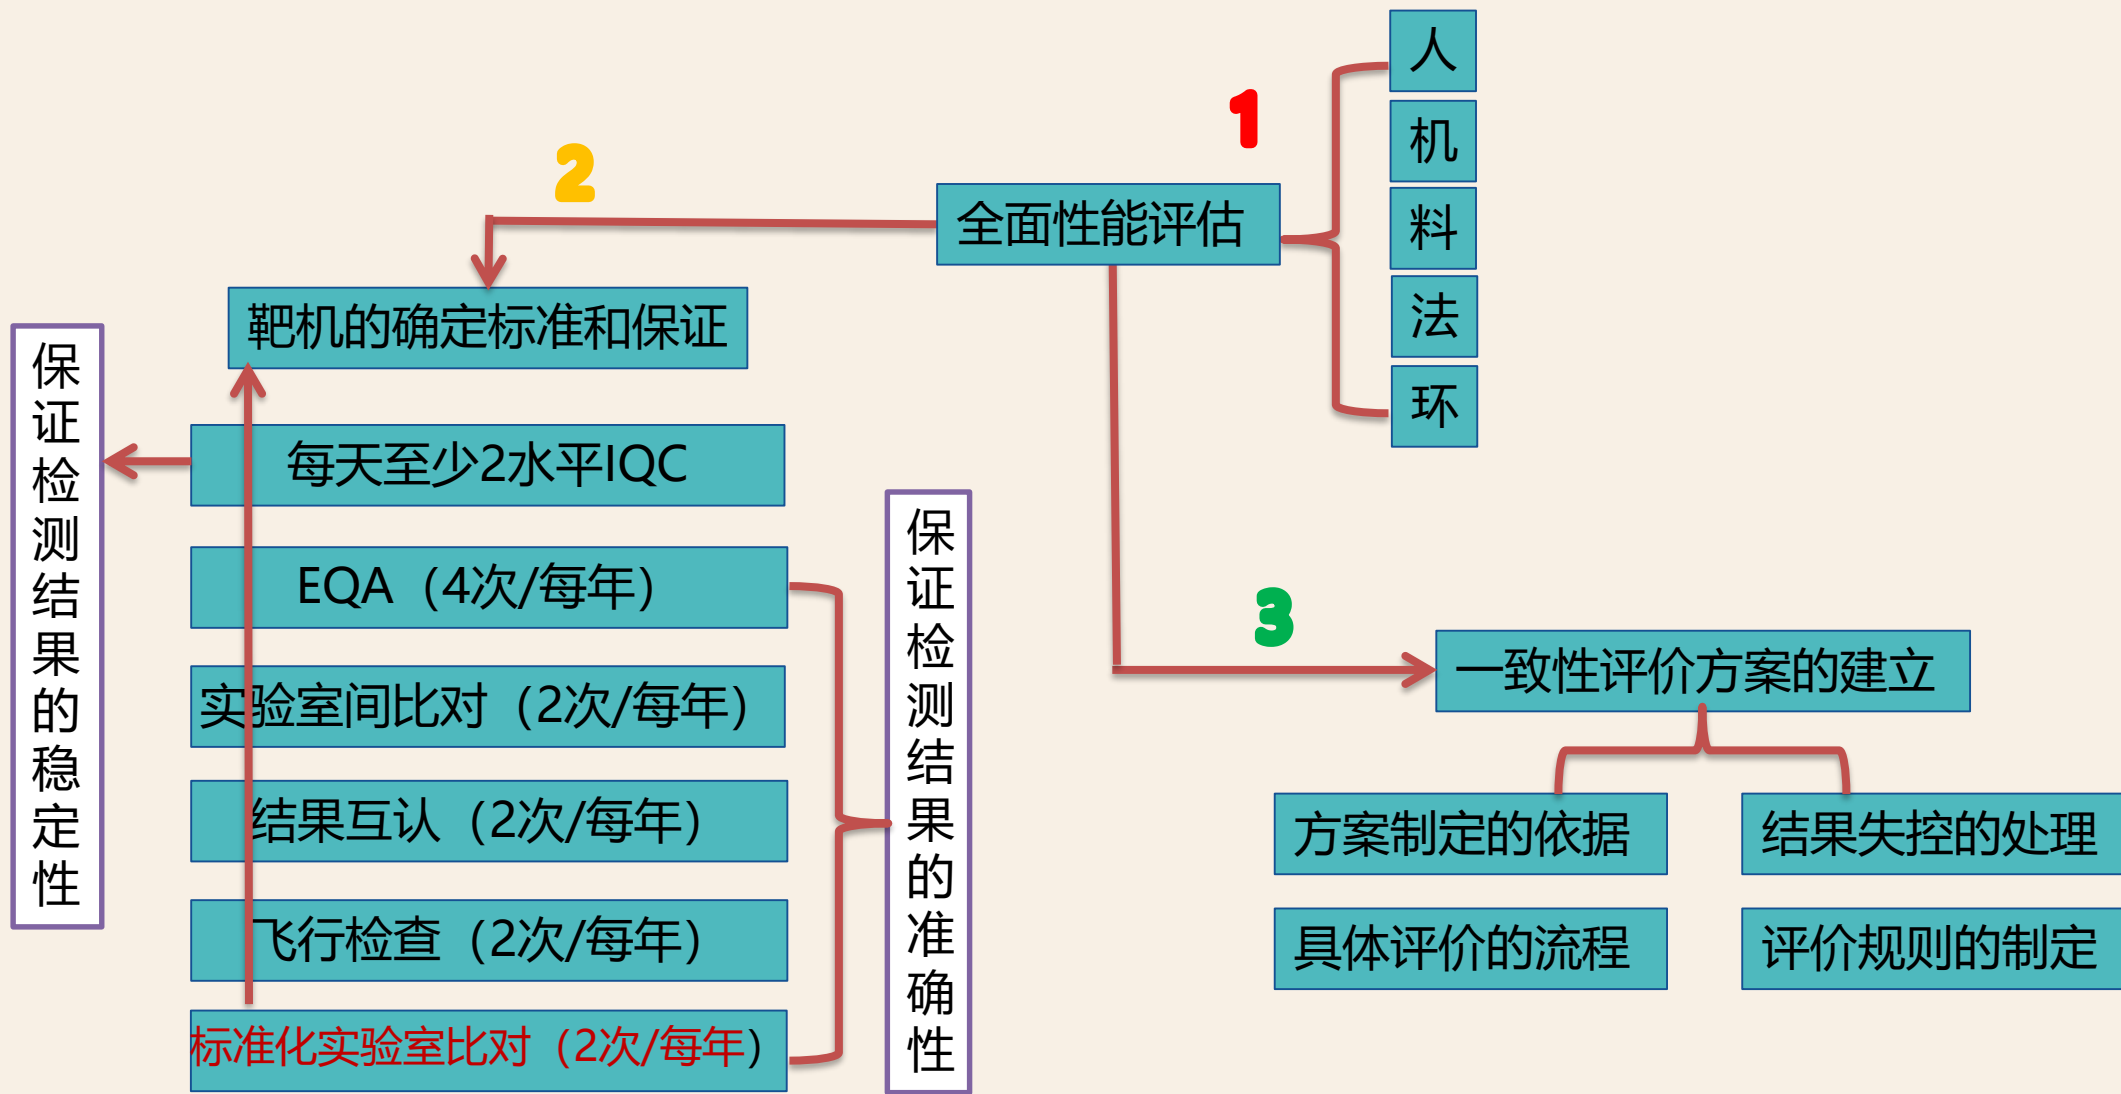 1
人
机
料
法
环
全面性能评估
2
靶机的确定标准和保证
保证检测结果的稳定性
每天至少2水平IQC
EQA（4次/每年）
实验室间比对（2次/每年）
结果互认（2次/每年）
飞行检查（2次/每年）
标准化实验室比对（2次/每年）
保证检测结果的准确性
3
一致性评价方案的建立
方案制定的依据
结果失控的处理
具体评价的流程
评价规则的制定